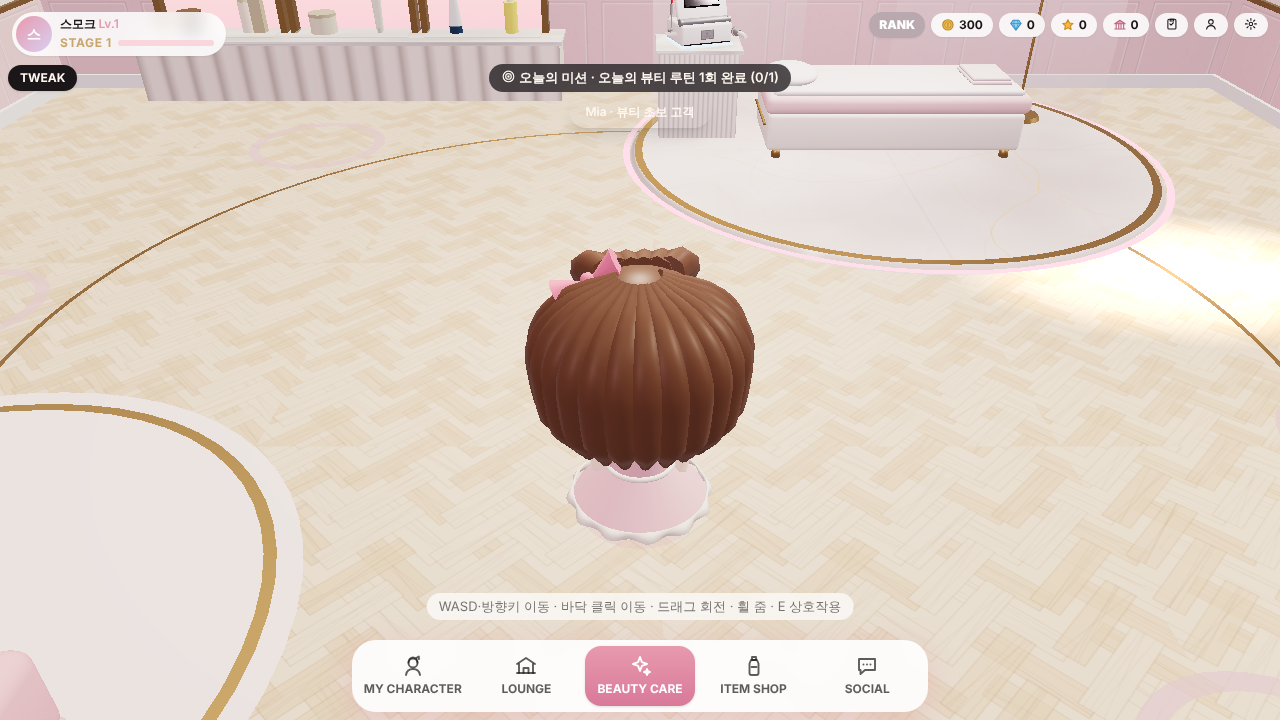 스
스모크 Lv.1
STAGE 1
RANK
300
0
0
0
TWEAK
오늘의 미션 · 오늘의 뷰티 루틴 1회 완료 (0/1)
Mia · 뷰티 초보 고객
WASD·방향키 이동 · 바닥 클릭 이동 · 드래그 회전 · 휠 줌 · E 상호작용
MY CHARACTER
LOUNGE
BEAUTY CARE
ITEM SHOP
SOCIAL